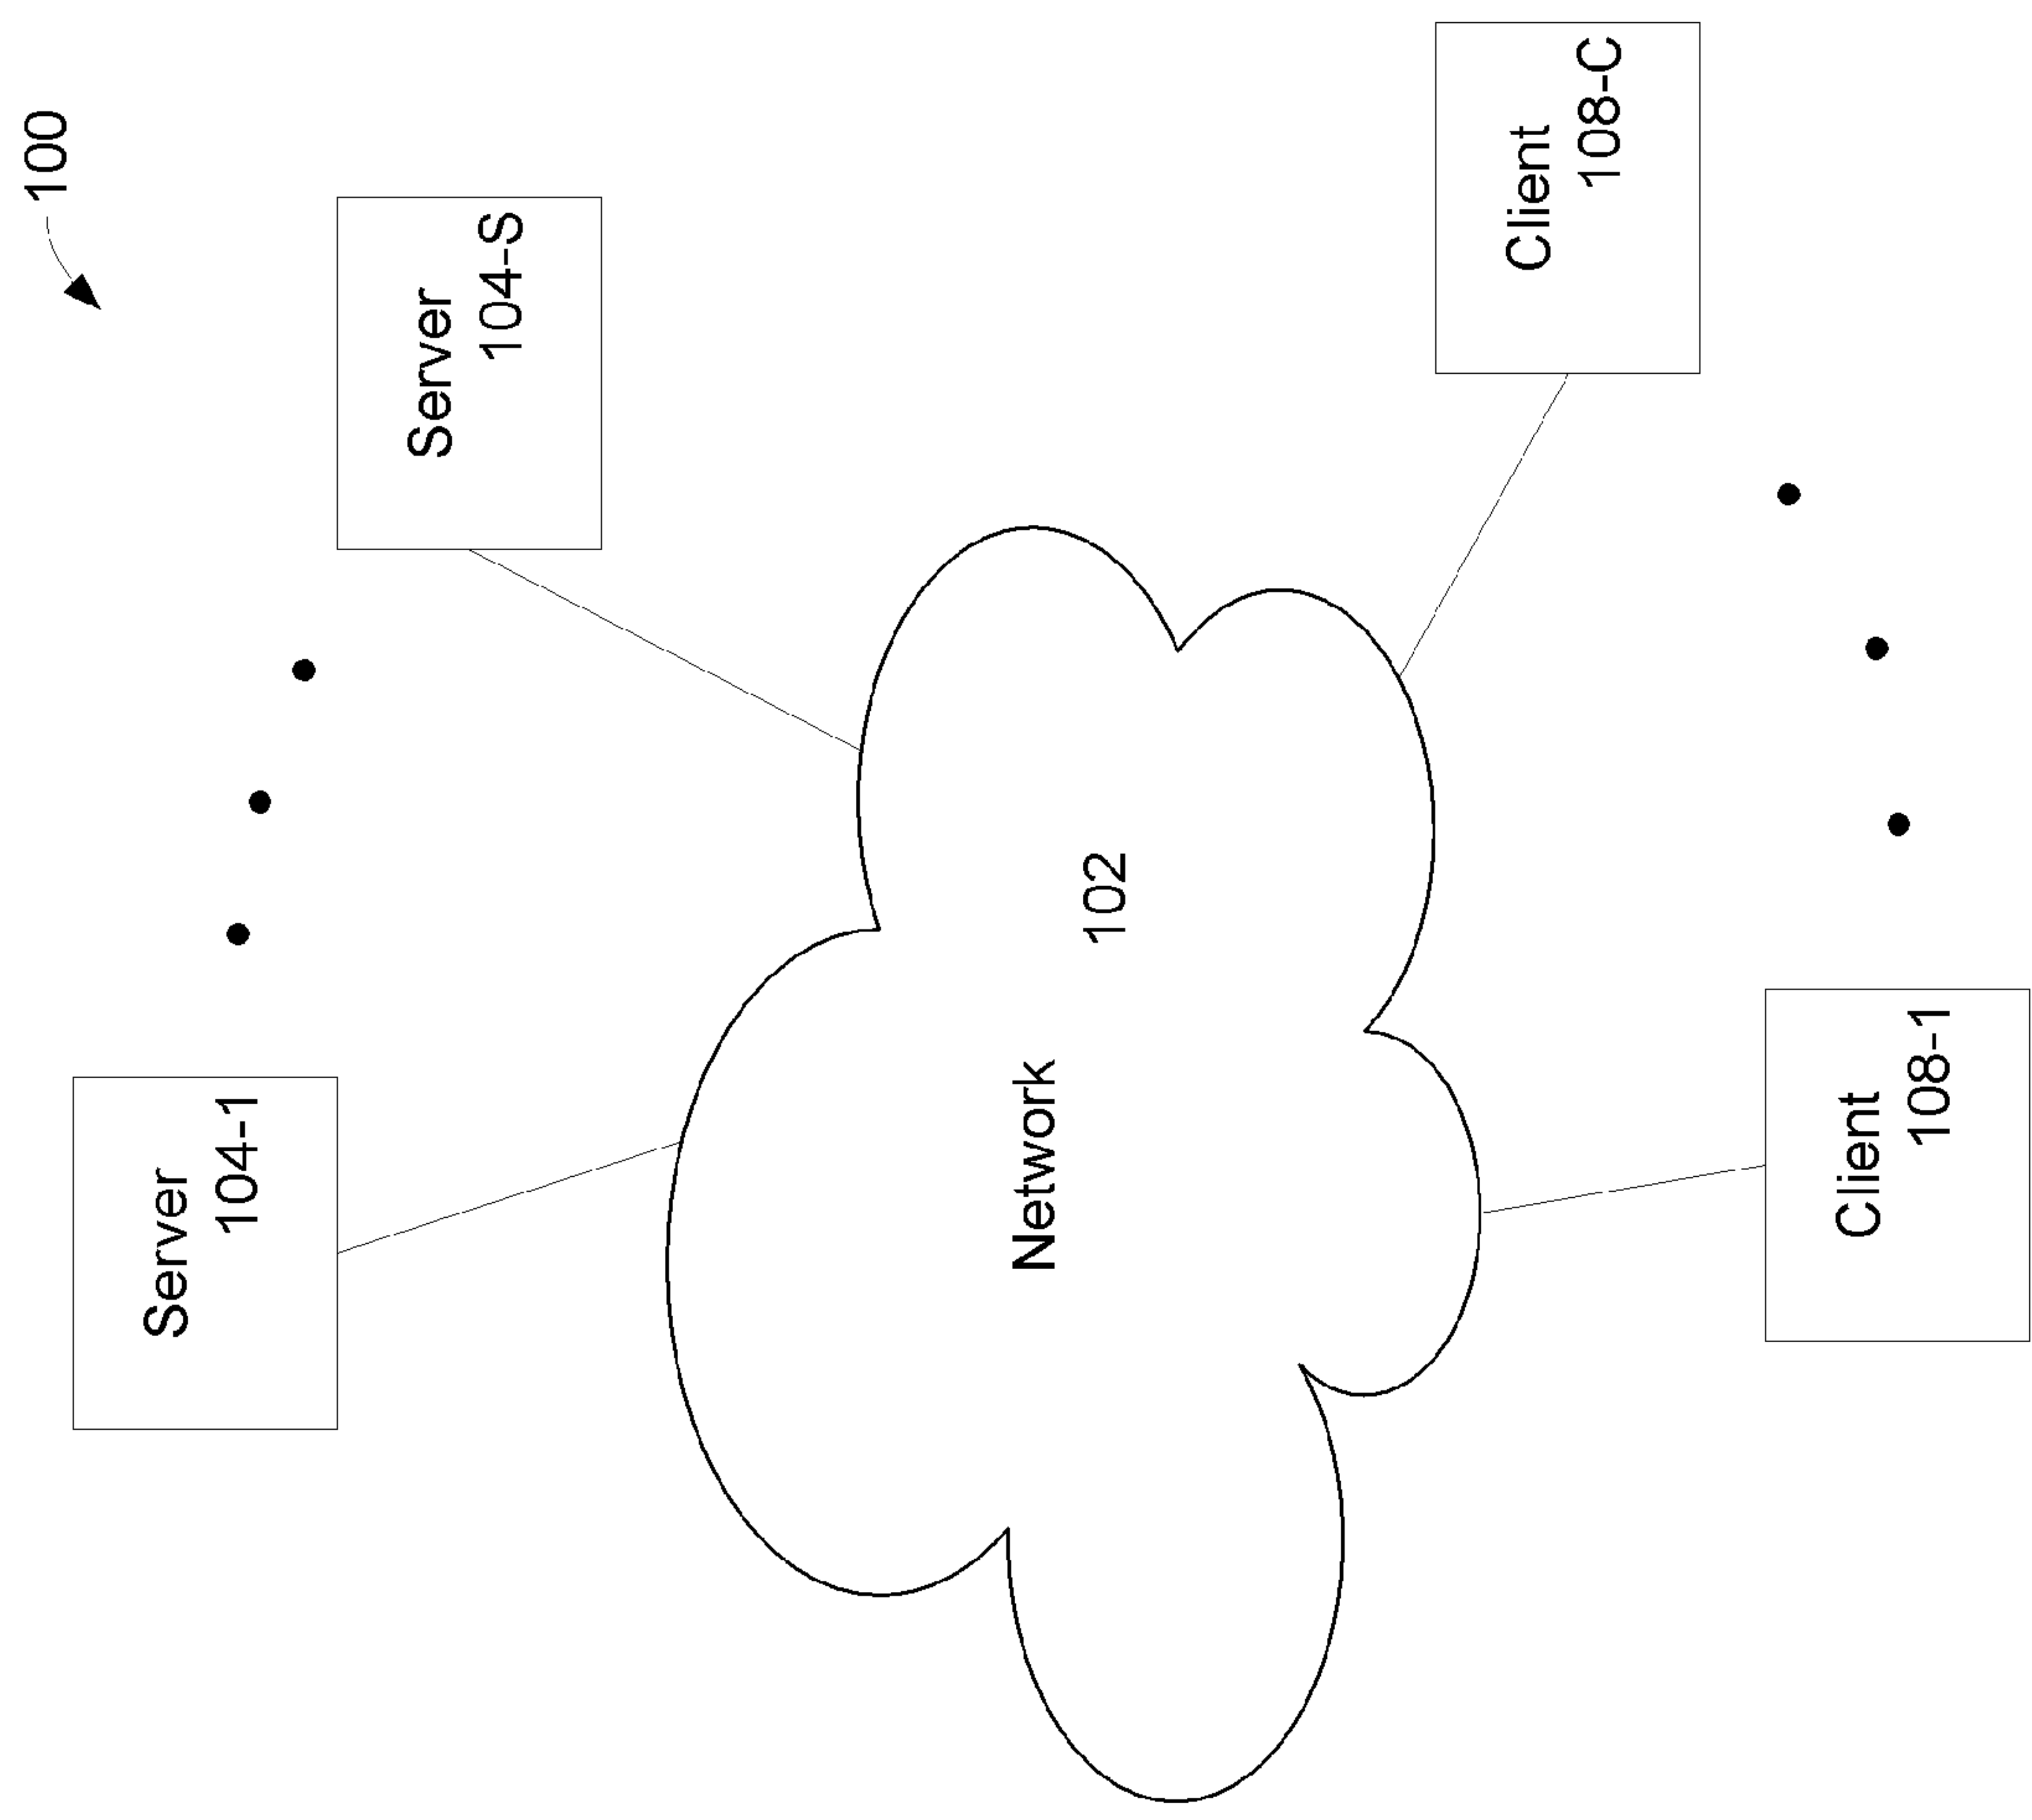 100
Server
104-1
Server
104-S
Network
102
Client
108-1
Client
108-C